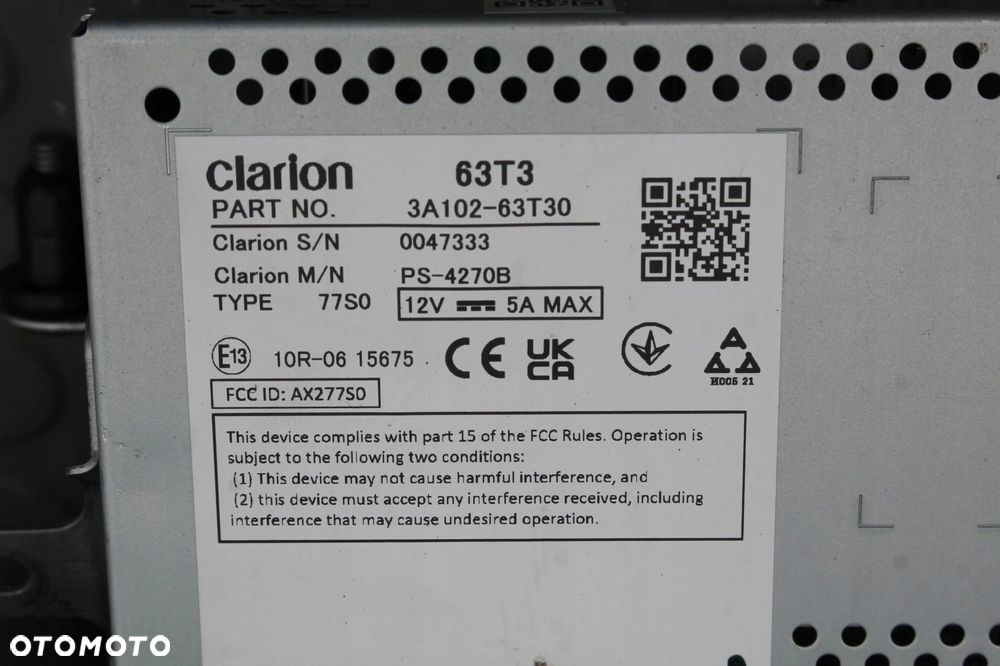 clarion 63T3
PART NO. 3A102-63T30
Clarion S/N 0047333
Clarion M/N PS-4270B
TYPE 77S0 12V 5A MAX
E13 10R-06 15675 CE UK CA
И005 21
FCC ID: AX277S0
This device complies with part 15 of the FCC Rules. Operation is
subject to the following two conditions:
(1) This device may not cause harmful interference, and
(2) this device must accept any interference received, including
interference that may cause undesired operation.
OTOMOTO